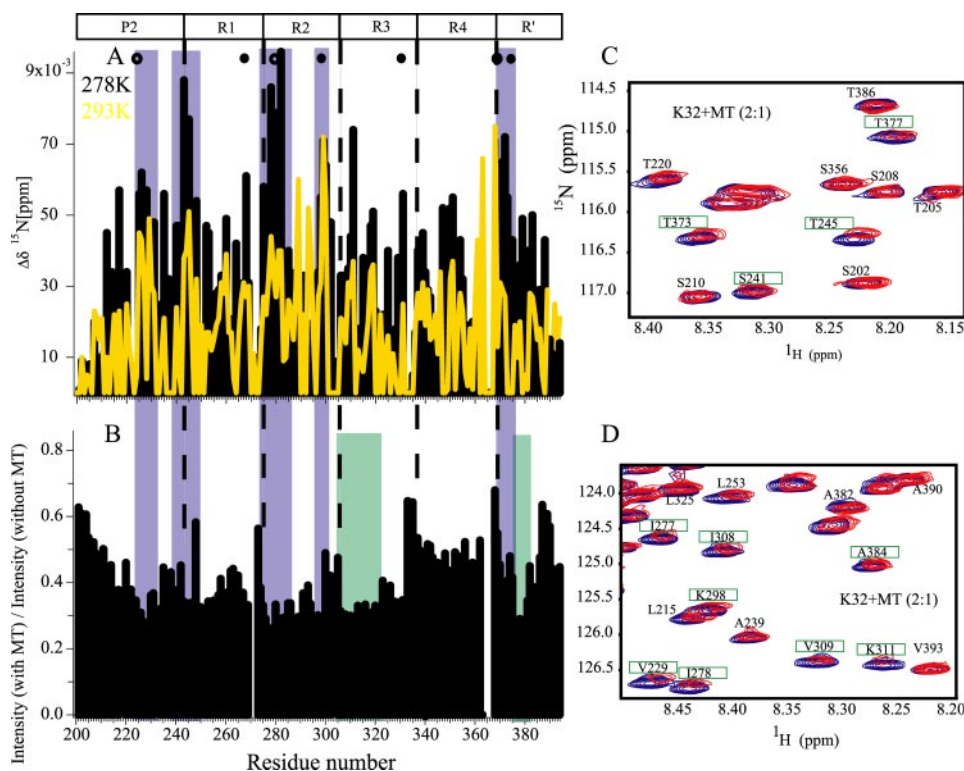 P2 R1 R2 R3 R4 R'
A
278K
293K
9x10⁻³
70
50
30
10
Δδ ¹⁵N[ppm]
B
0.8
0.6
0.4
0.2
0.0
Intensity (with MT) / Intensity (without MT)
200 220 240 260 280 300 320 340 360 380
Residue number
C
K32+MT (2:1)
T386
T377
T220
S356
S208
T205
T373
T245
S210
S241
S202
114.5
115.0
115.5
116.0
116.5
117.0
¹⁵N (ppm)
8.40 8.35 8.30 8.25 8.20 8.15
¹H (ppm)
D
L325
L253
A382
A390
I277
I308
A384
K298
K32+MT (2:1)
L215
A239
V309
K311
V393
V229
I278
124.0
124.5
125.0
125.5
126.0
126.5
8.45 8.40 8.35 8.30 8.25 8.20
¹H (ppm)